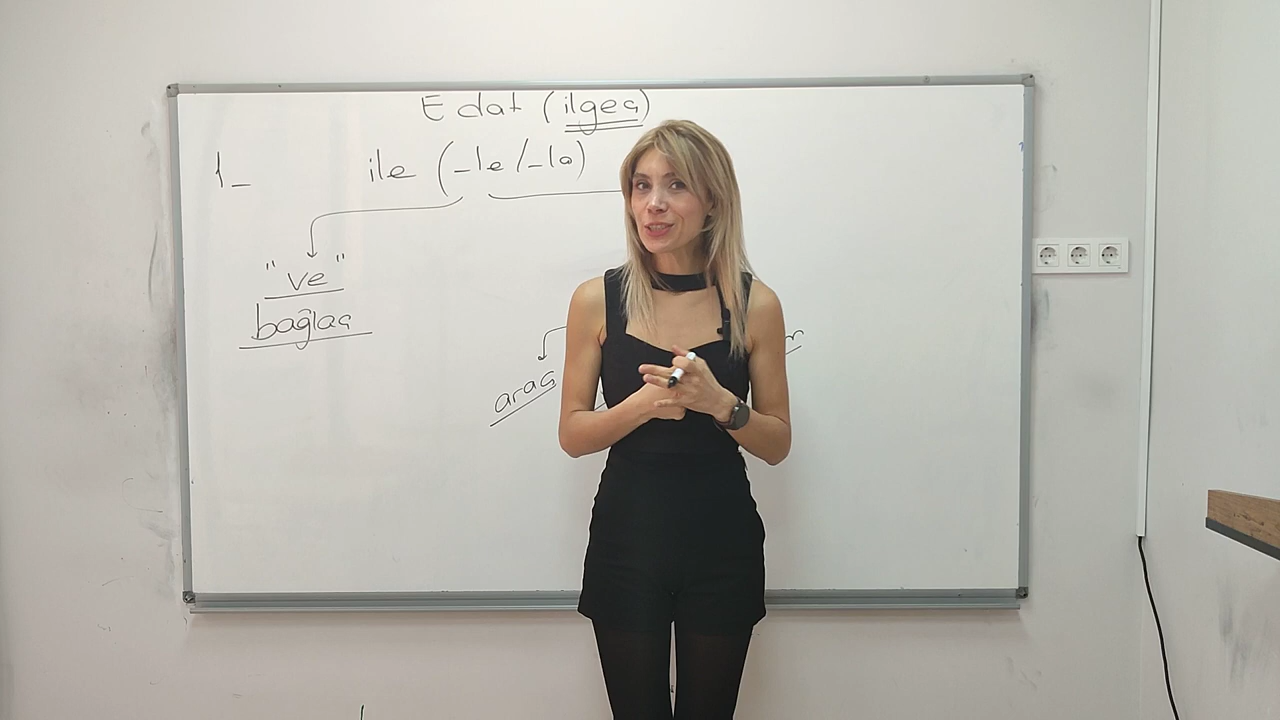 Edat (ilgeç)
1_ ile (-le/-la)
"ve"
bağlaç
araç